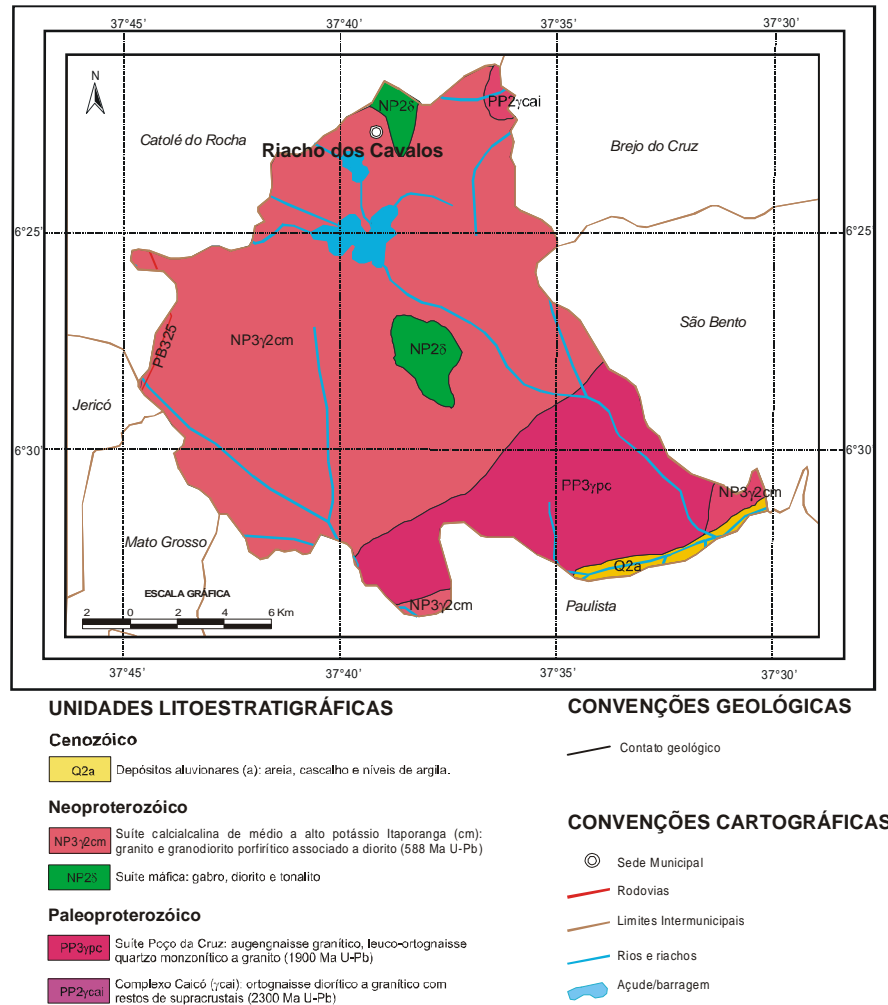 37°45' 37°40' 37°35' 37°30'
N
NP2δ
PP2γcai
Catolé do Rocha
Riacho dos Cavalos
Brejo do Cruz
6°25' 6°25'
São Bento
NP3γ2cm
NP2δ
PB325
Jericó
6°30' 6°30'
PP3γpc
NP3γ2cm
Mato Grosso
Q2a
ESCALA GRÁFICA
NP3γ2cm
Paulista
2 0 2 4 6 Km
37°45' 37°40' 37°35' 37°30'
UNIDADES LITOESTRATIGRÁFICAS
Cenozóico
Q2a Depósitos aluvionares (a): areia, cascalho e níveis de argila.
Neoproterozóico
NP3γ2cm Suíte calcialcalina de médio a alto potássio Itaporanga (cm):
granito e granodiorito porfirítico associado a diorito (588 Ma U-Pb)
NP2δ Suíte máfica: gabro, diorito e tonalito
Paleoproterozóico
PP3γpc Suíte Poço da Cruz: augengnaisse granítico, leuco-ortognaisse
quartzo monzonítico a granito (1900 Ma U-Pb)
PP2γcai Complexo Caicó (γcai): ortognaisse diorítico a granítico com
restos de supracrustais (2300 Ma U-Pb)
CONVENÇÕES GEOLÓGICAS
Contato geológico
CONVENÇÕES CARTOGRÁFICAS
Sede Municipal
Rodovias
Limites Intermunicipais
Rios e riachos
Açude/barragem